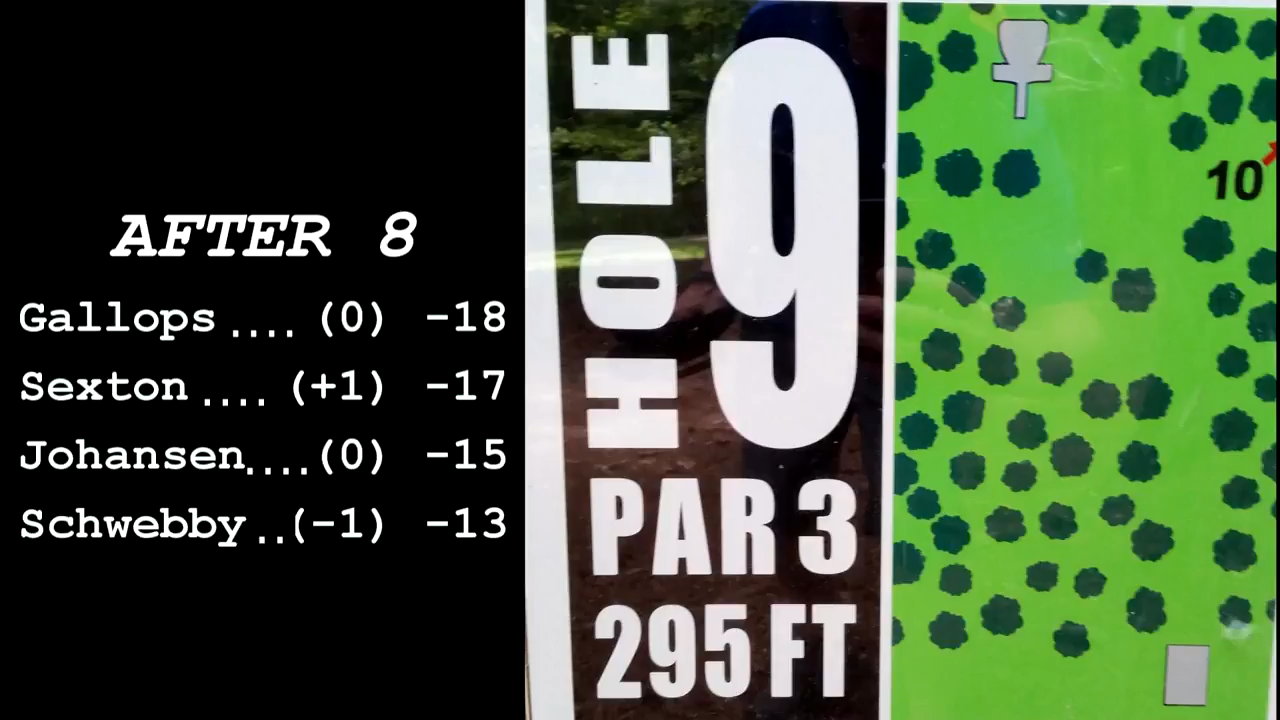 AFTER 8
Gallops .... (0) -18
Sexton .... (+1) -17
Johansen....(0) -15
Schwebby ..(-1) -13
HOLE 9
PAR 3
295 FT
10